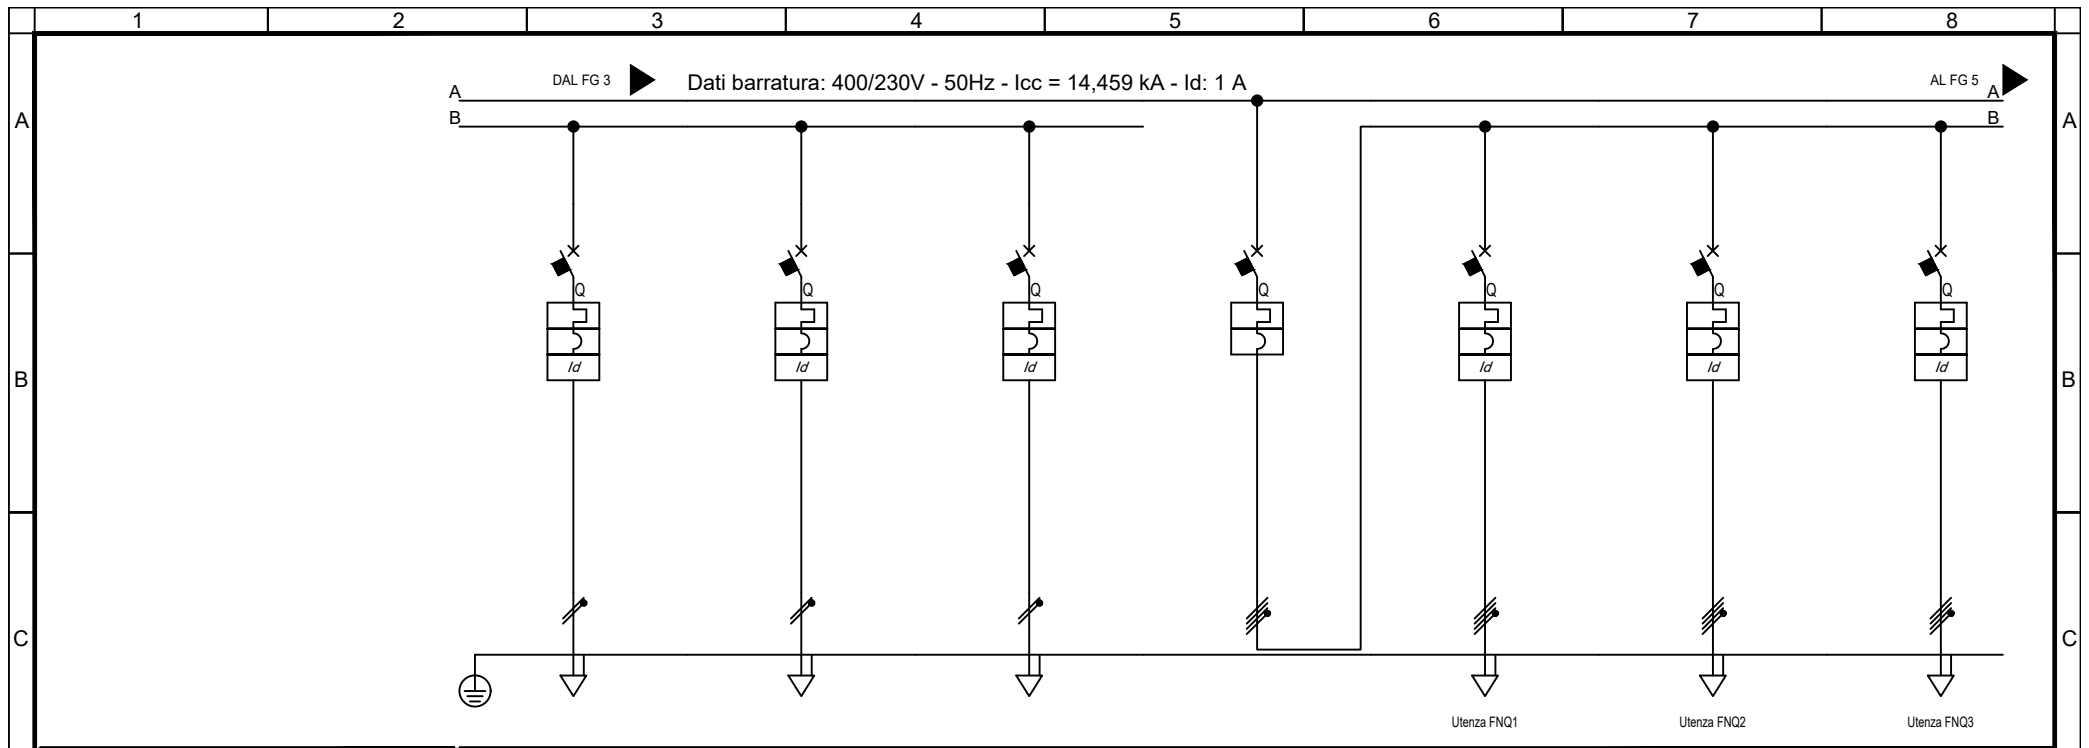 1 2 3 4 5 6 7 8
DAL FG 3 Dati barratura: 400/230V - 50Hz - Icc = 14,459 kA - Id: 1 A AL FG 5
A A
B B
A A
Q Q Q Q Q Q Q
Id Id Id Id Id Id
B B
C C
Utenza FNQ1 Utenza FNQ2 Utenza FNQ3